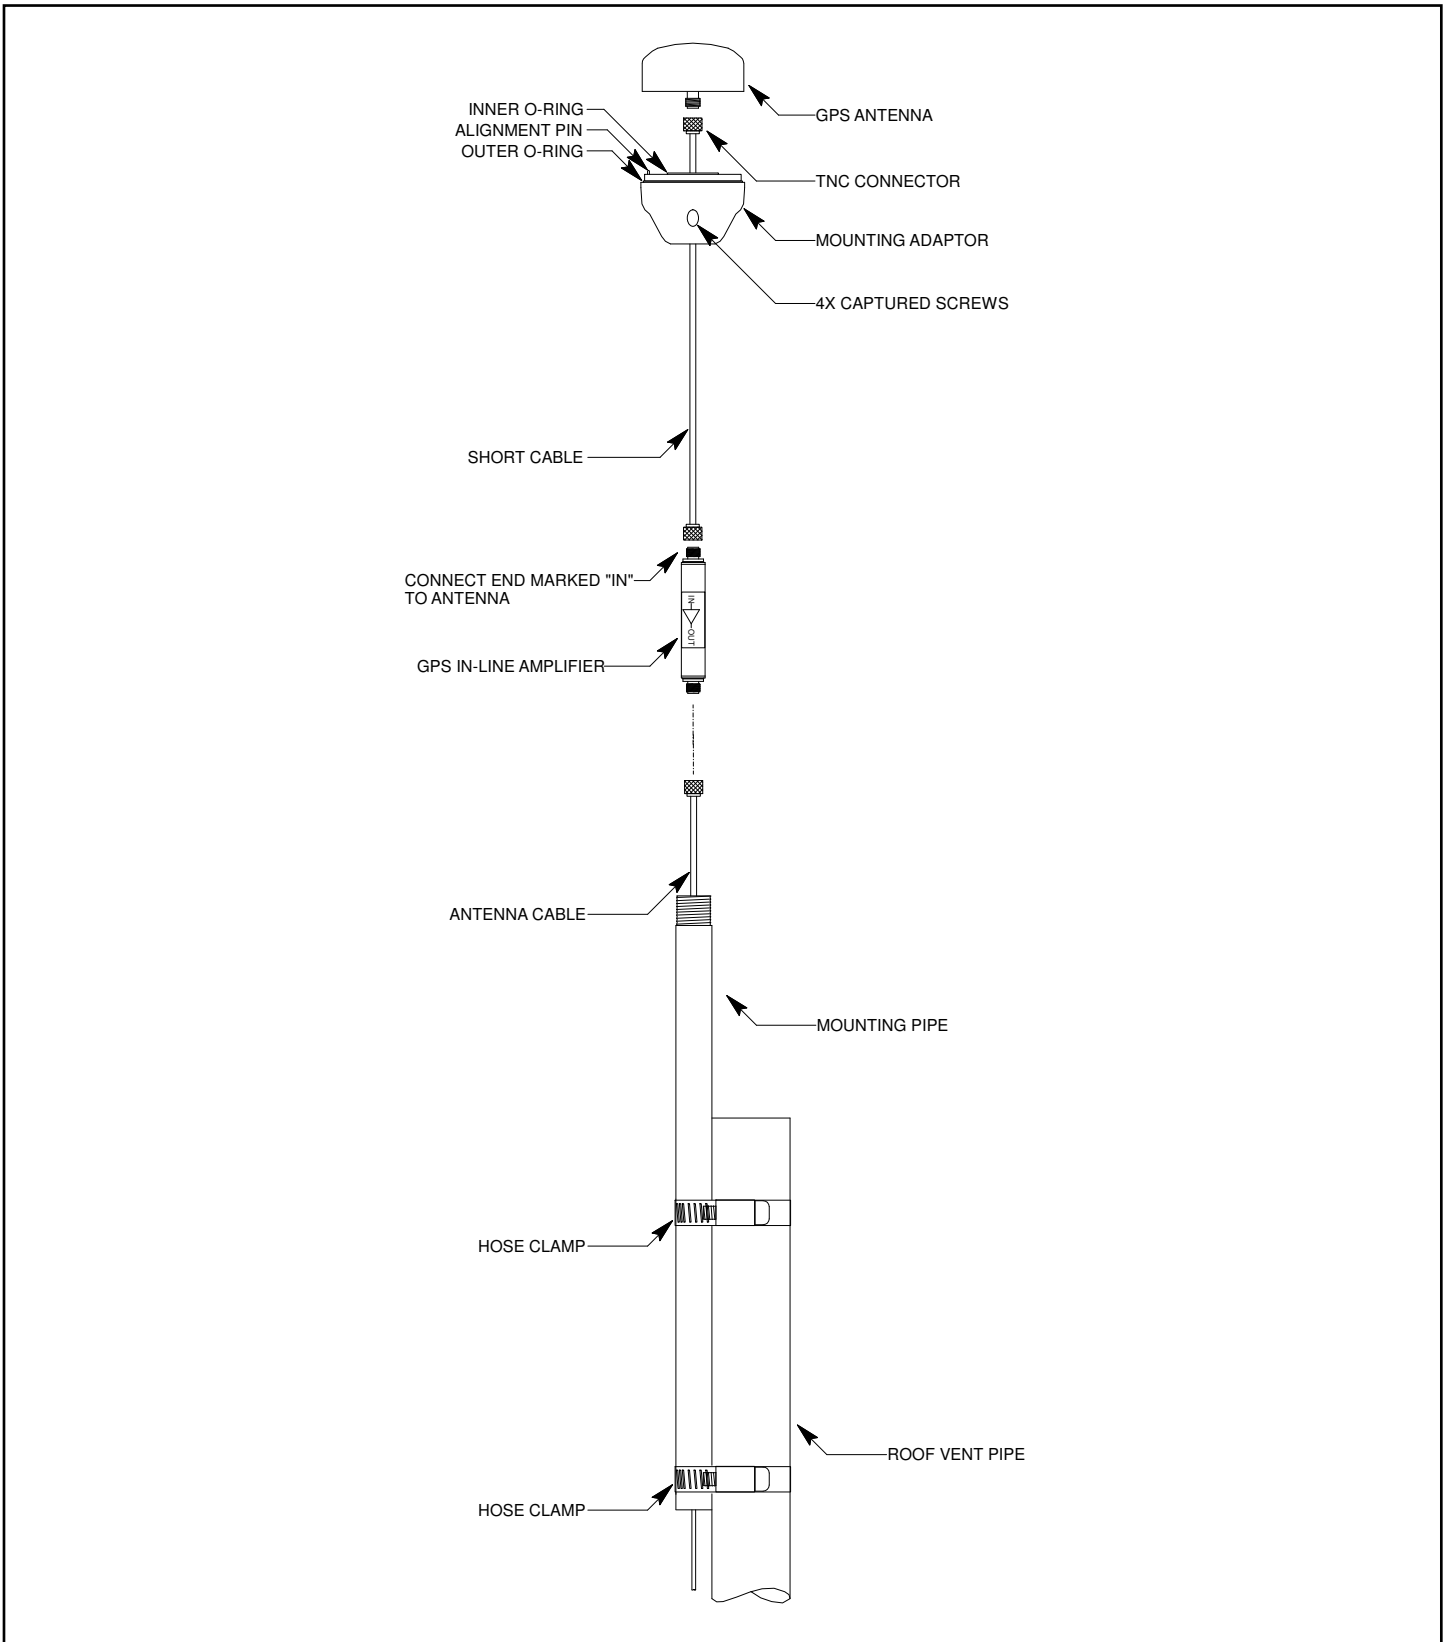 GPS ANTENNA
INNER O-RING
ALIGNMENT PIN
OUTER O-RING
TNC CONNECTOR
MOUNTING ADAPTOR
4X CAPTURED SCREWS
SHORT CABLE
CONNECT END MARKED "IN"
TO ANTENNA
IN
OUT
GPS IN-LINE AMPLIFIER
ANTENNA CABLE
MOUNTING PIPE
HOSE CLAMP
ROOF VENT PIPE
HOSE CLAMP